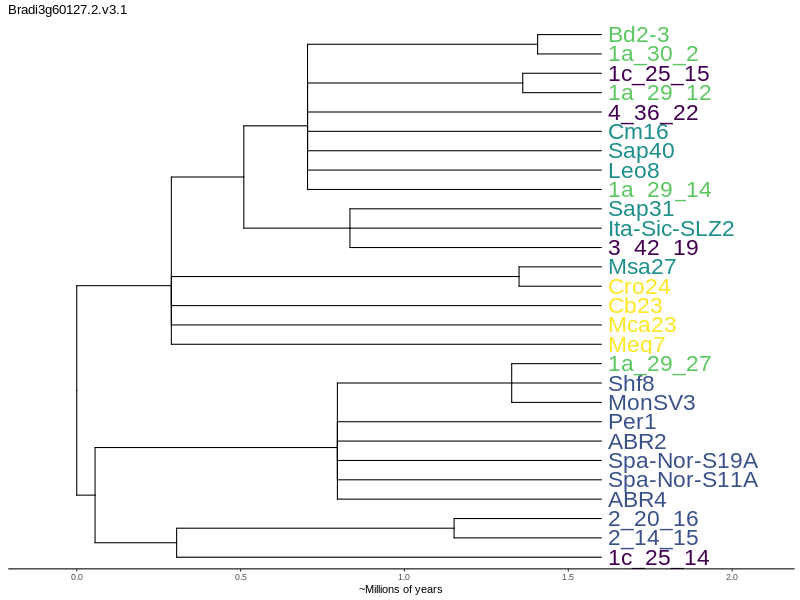 Bradi3g60127.2.v3.1
Bd2-3
1a_30_2
1c_25_15
1a_29_12
4_36_22
Cm16
Sap40
Leo8
1a_29_14
Sap31
Ita-Sic-SLZ2
3_42_19
Msa27
Cro24
Cb23
Mca23
Meq7
1a_29_27
Shf8
MonSV3
Per1
ABR2
Spa-Nor-S19A
Spa-Nor-S11A
ABR4
2_20_16
2_14_15
1c_25_14
0.0 0.5 1.0 1.5 2.0
~Millions of years